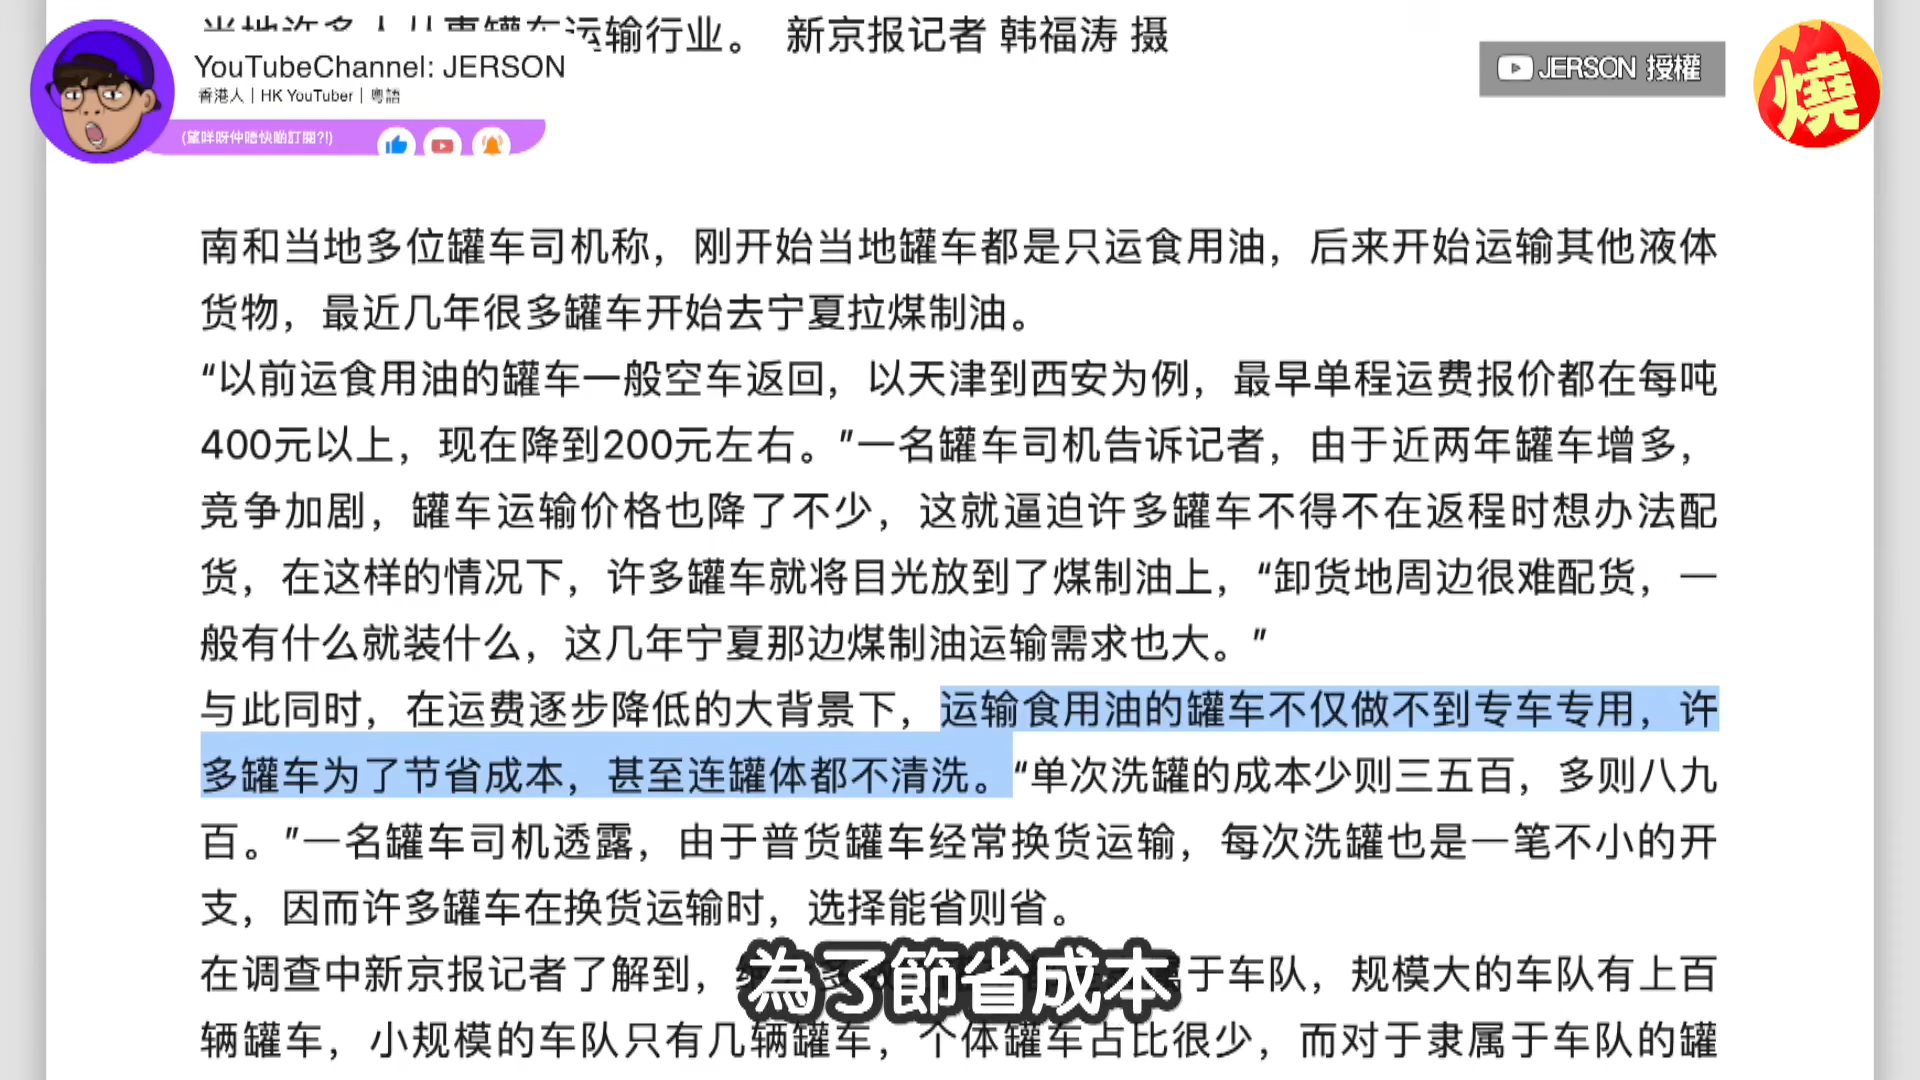 运输行业。 新京报记者 韩福涛 摄
YouTubeChannel: JERSON
香港人 | HK YouTuber | 粵語
(望咩呀仲唔快啲訂閱?!)
JERSON 授權
燒
南和当地多位罐车司机称，刚开始当地罐车都是只运食用油，后来开始运输其他液体
货物，最近几年很多罐车开始去宁夏拉煤制油。
“以前运食用油的罐车一般空车返回，以天津到西安为例，最早单程运费报价都在每吨
400元以上，现在降到200元左右。”一名罐车司机告诉记者，由于近两年罐车增多，
竞争加剧，罐车运输价格也降了不少，这就逼迫许多罐车不得不在返程时想办法配
货，在这样的情况下，许多罐车就将目光放到了煤制油上，“卸货地周边很难配货，一
般有什么就装什么，这几年宁夏那边煤制油运输需求也大。”
与此同时，在运费逐步降低的大背景下，运输食用油的罐车不仅做不到专车专用，许
多罐车为了节省成本，甚至连罐体都不清洗。“单次洗罐的成本少则三五百，多则八九
百。”一名罐车司机透露，由于普货罐车经常换货运输，每次洗罐也是一笔不小的开
支，因而许多罐车在换货运输时，选择能省则省。
在调查中新京报记者了解到，于车队，规模大的车队有上百
為了節省成本
辆罐车，小规模的车队只有几辆罐车，个体罐车占比很少，而对于隶属于车队的罐